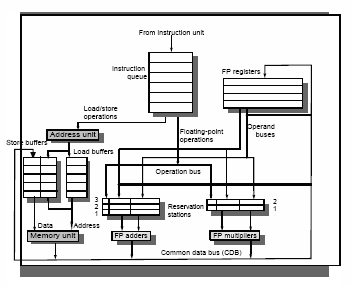 From instruction unit
Instruction
queue
FP registers
Load/store
operations
Address unit
Floating-point
operations
Operand
buses
Store buffers
Load buffers
Operation bus
3
2
1
Reservation
stations
2
1
Data
Address
Memory unit
FP adders
FP multipliers
Common data bus (CDB)